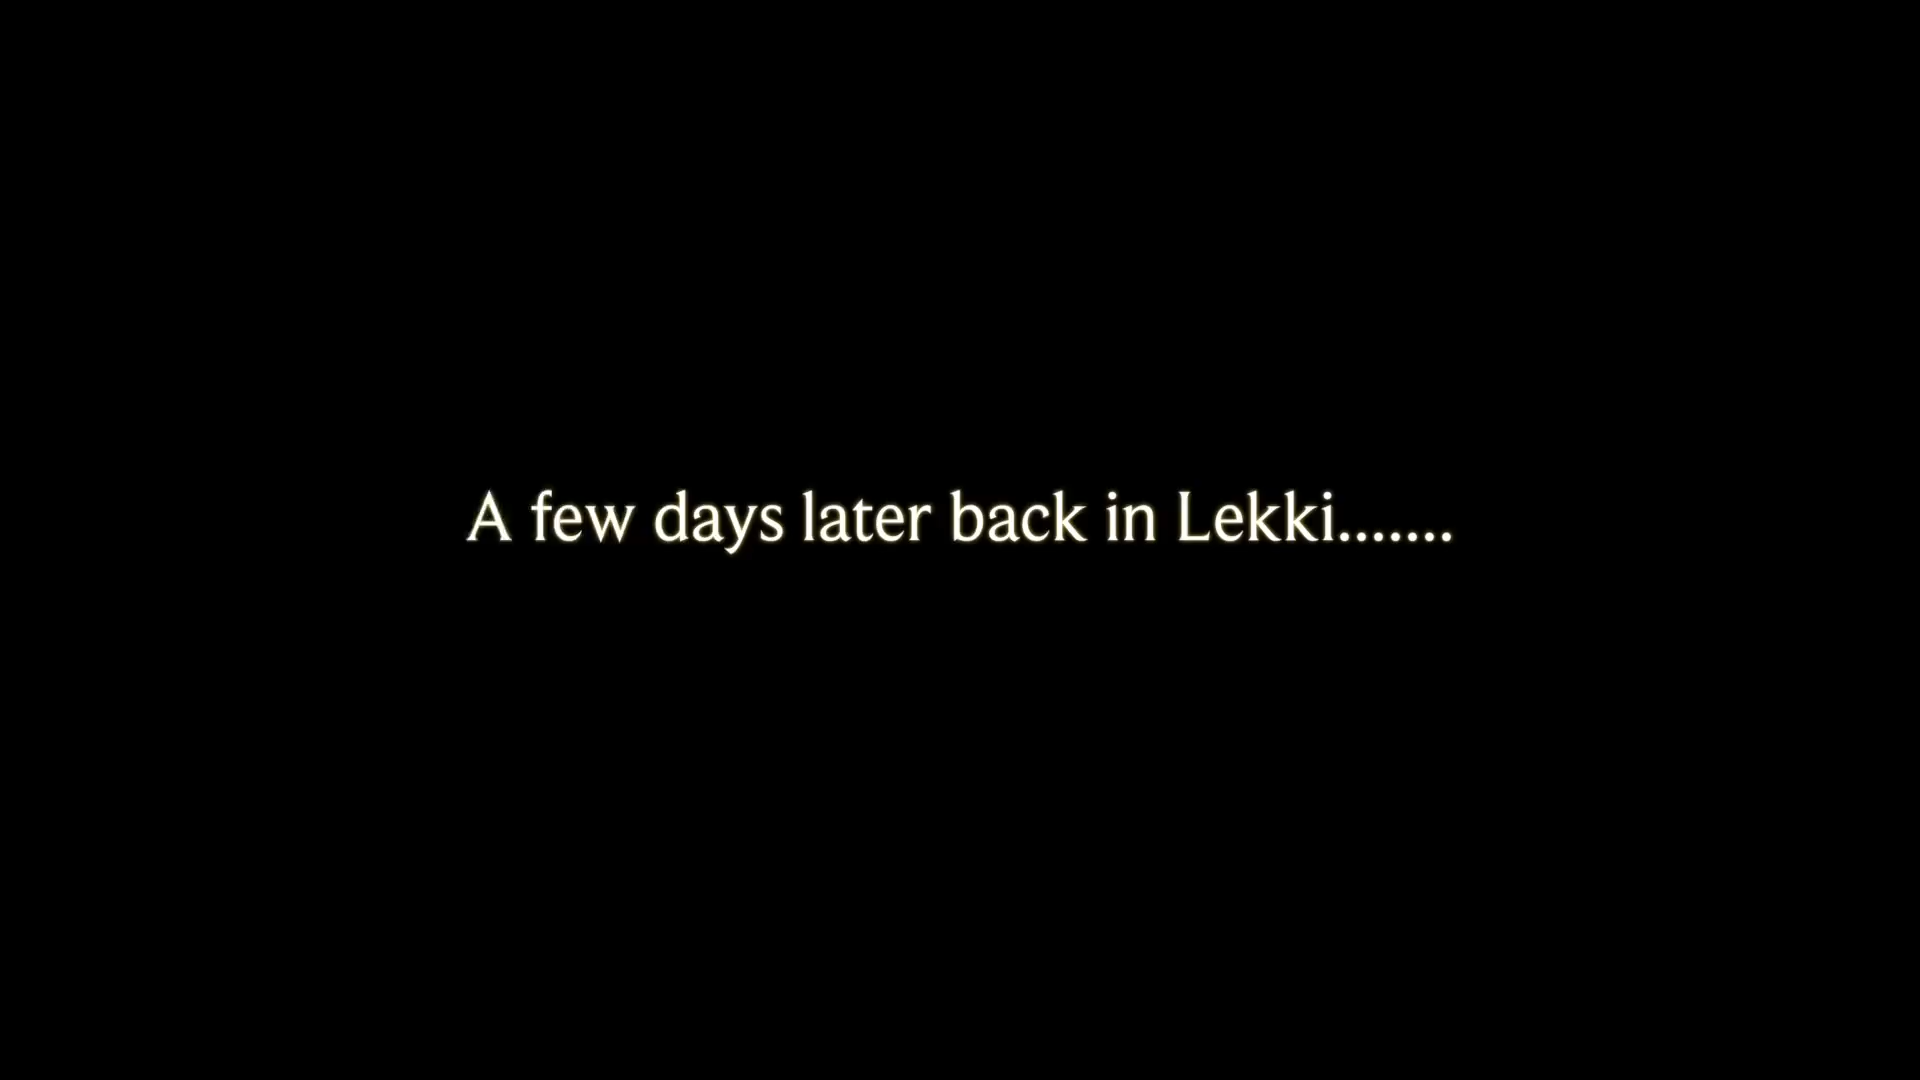 A few days later back in Lekki.......